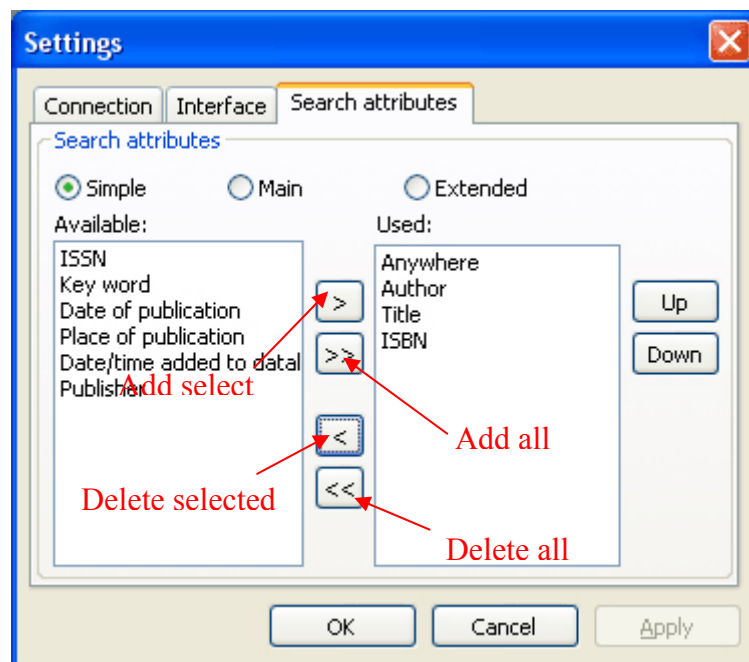 Settings
Connection Interface Search attributes
Search attributes
Simple Main Extended
Available: Used:
ISSN
Key word
Date of publication
Place of publication
Date/time added to datal
Publisher
>
>>
<
<<
Anywhere
Author
Title
ISBN
Up
Down
Add select
Add all
Delete selected
Delete all
OK Cancel Apply